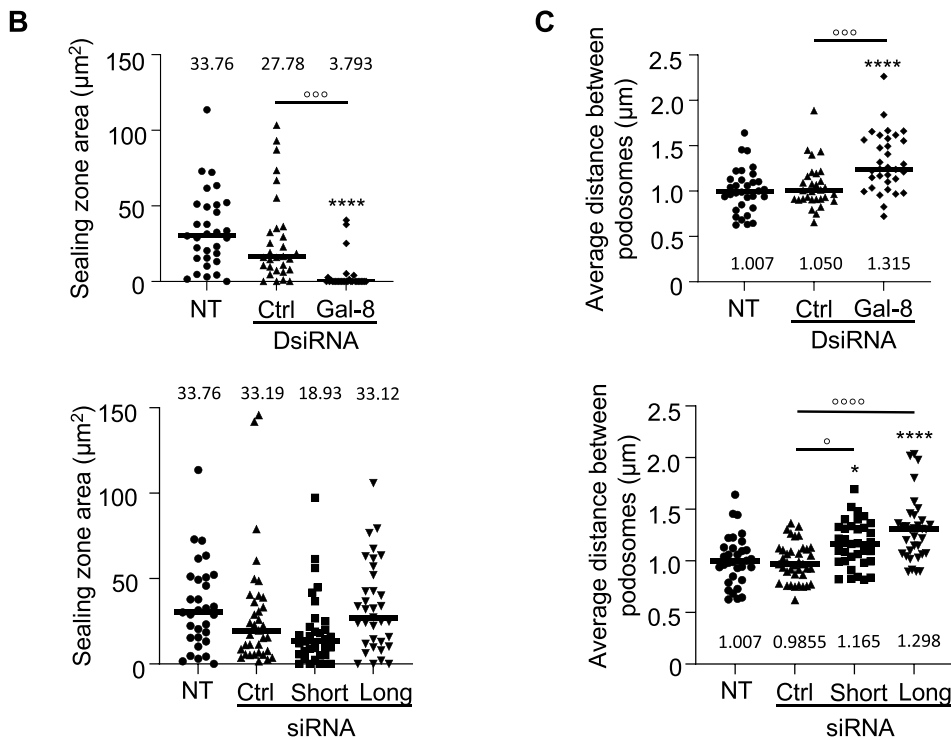 B
Sealing zone area (µm²)
150
100
50
0
33.76 27.78 3.793
°°°
****
NT Ctrl Gal-8
DsiRNA
C
Average distance between
podosomes (µm)
2.5
2.0
1.5
1.0
0.5
0
°°°
****
1.007 1.050 1.315
NT Ctrl Gal-8
DsiRNA
Sealing zone area (µm²)
150
100
50
0
33.76 33.19 18.93 33.12
NT Ctrl Short Long
siRNA
Average distance between
podosomes (µm)
2.5
2.0
1.5
1.0
0.5
0
°°°°
°
*
****
1.007 0.9855 1.165 1.298
NT Ctrl Short Long
siRNA